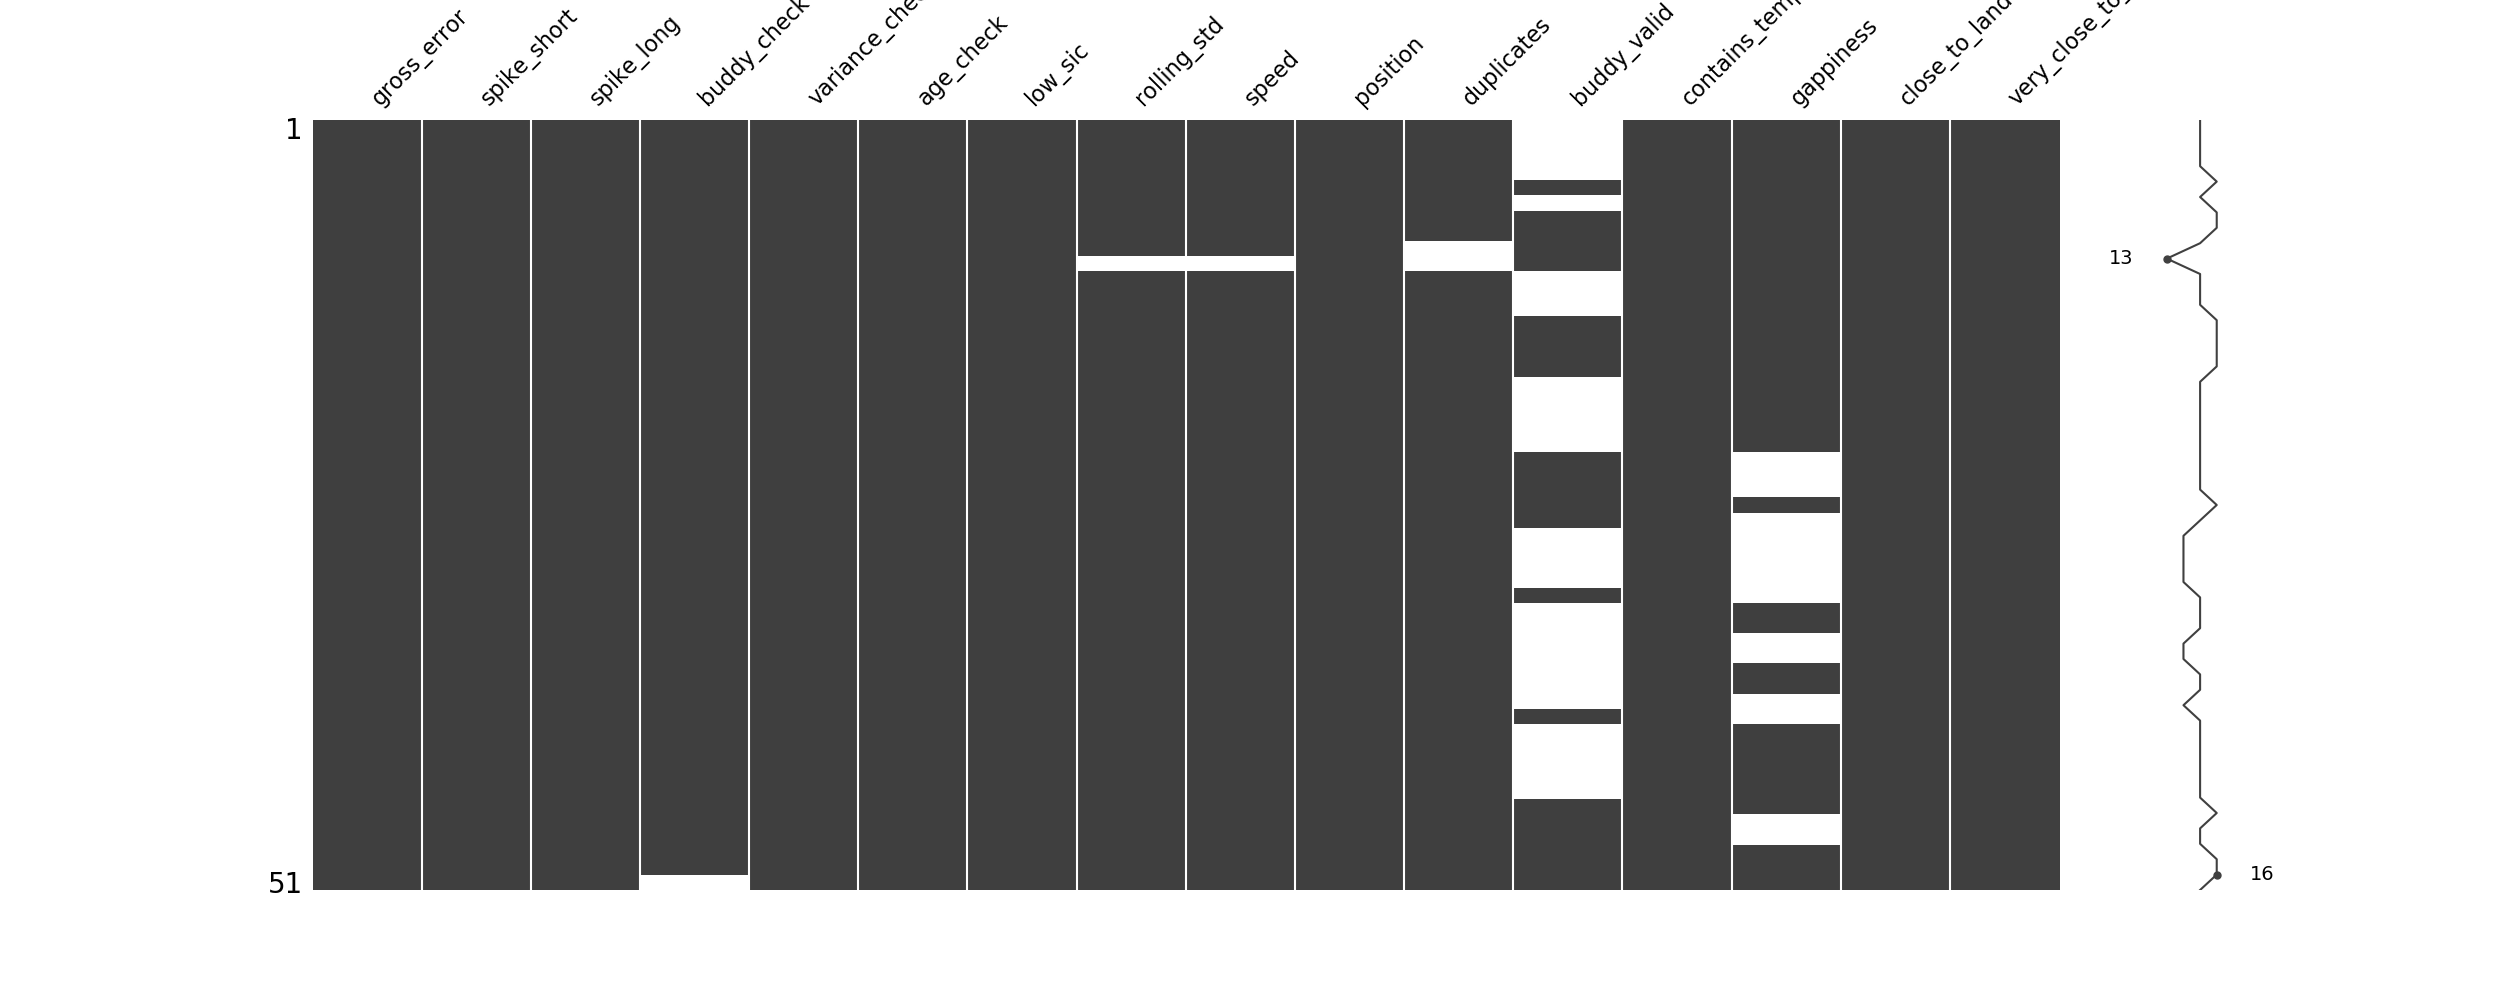 gross_error
spike_short
spike_long
buddy_check
variance_che
age_check
low_sic
rolling_std
speed
position
duplicates
buddy_valid
contains_temp
gappiness
close_to_land
very_close_to_
1
13
51
16